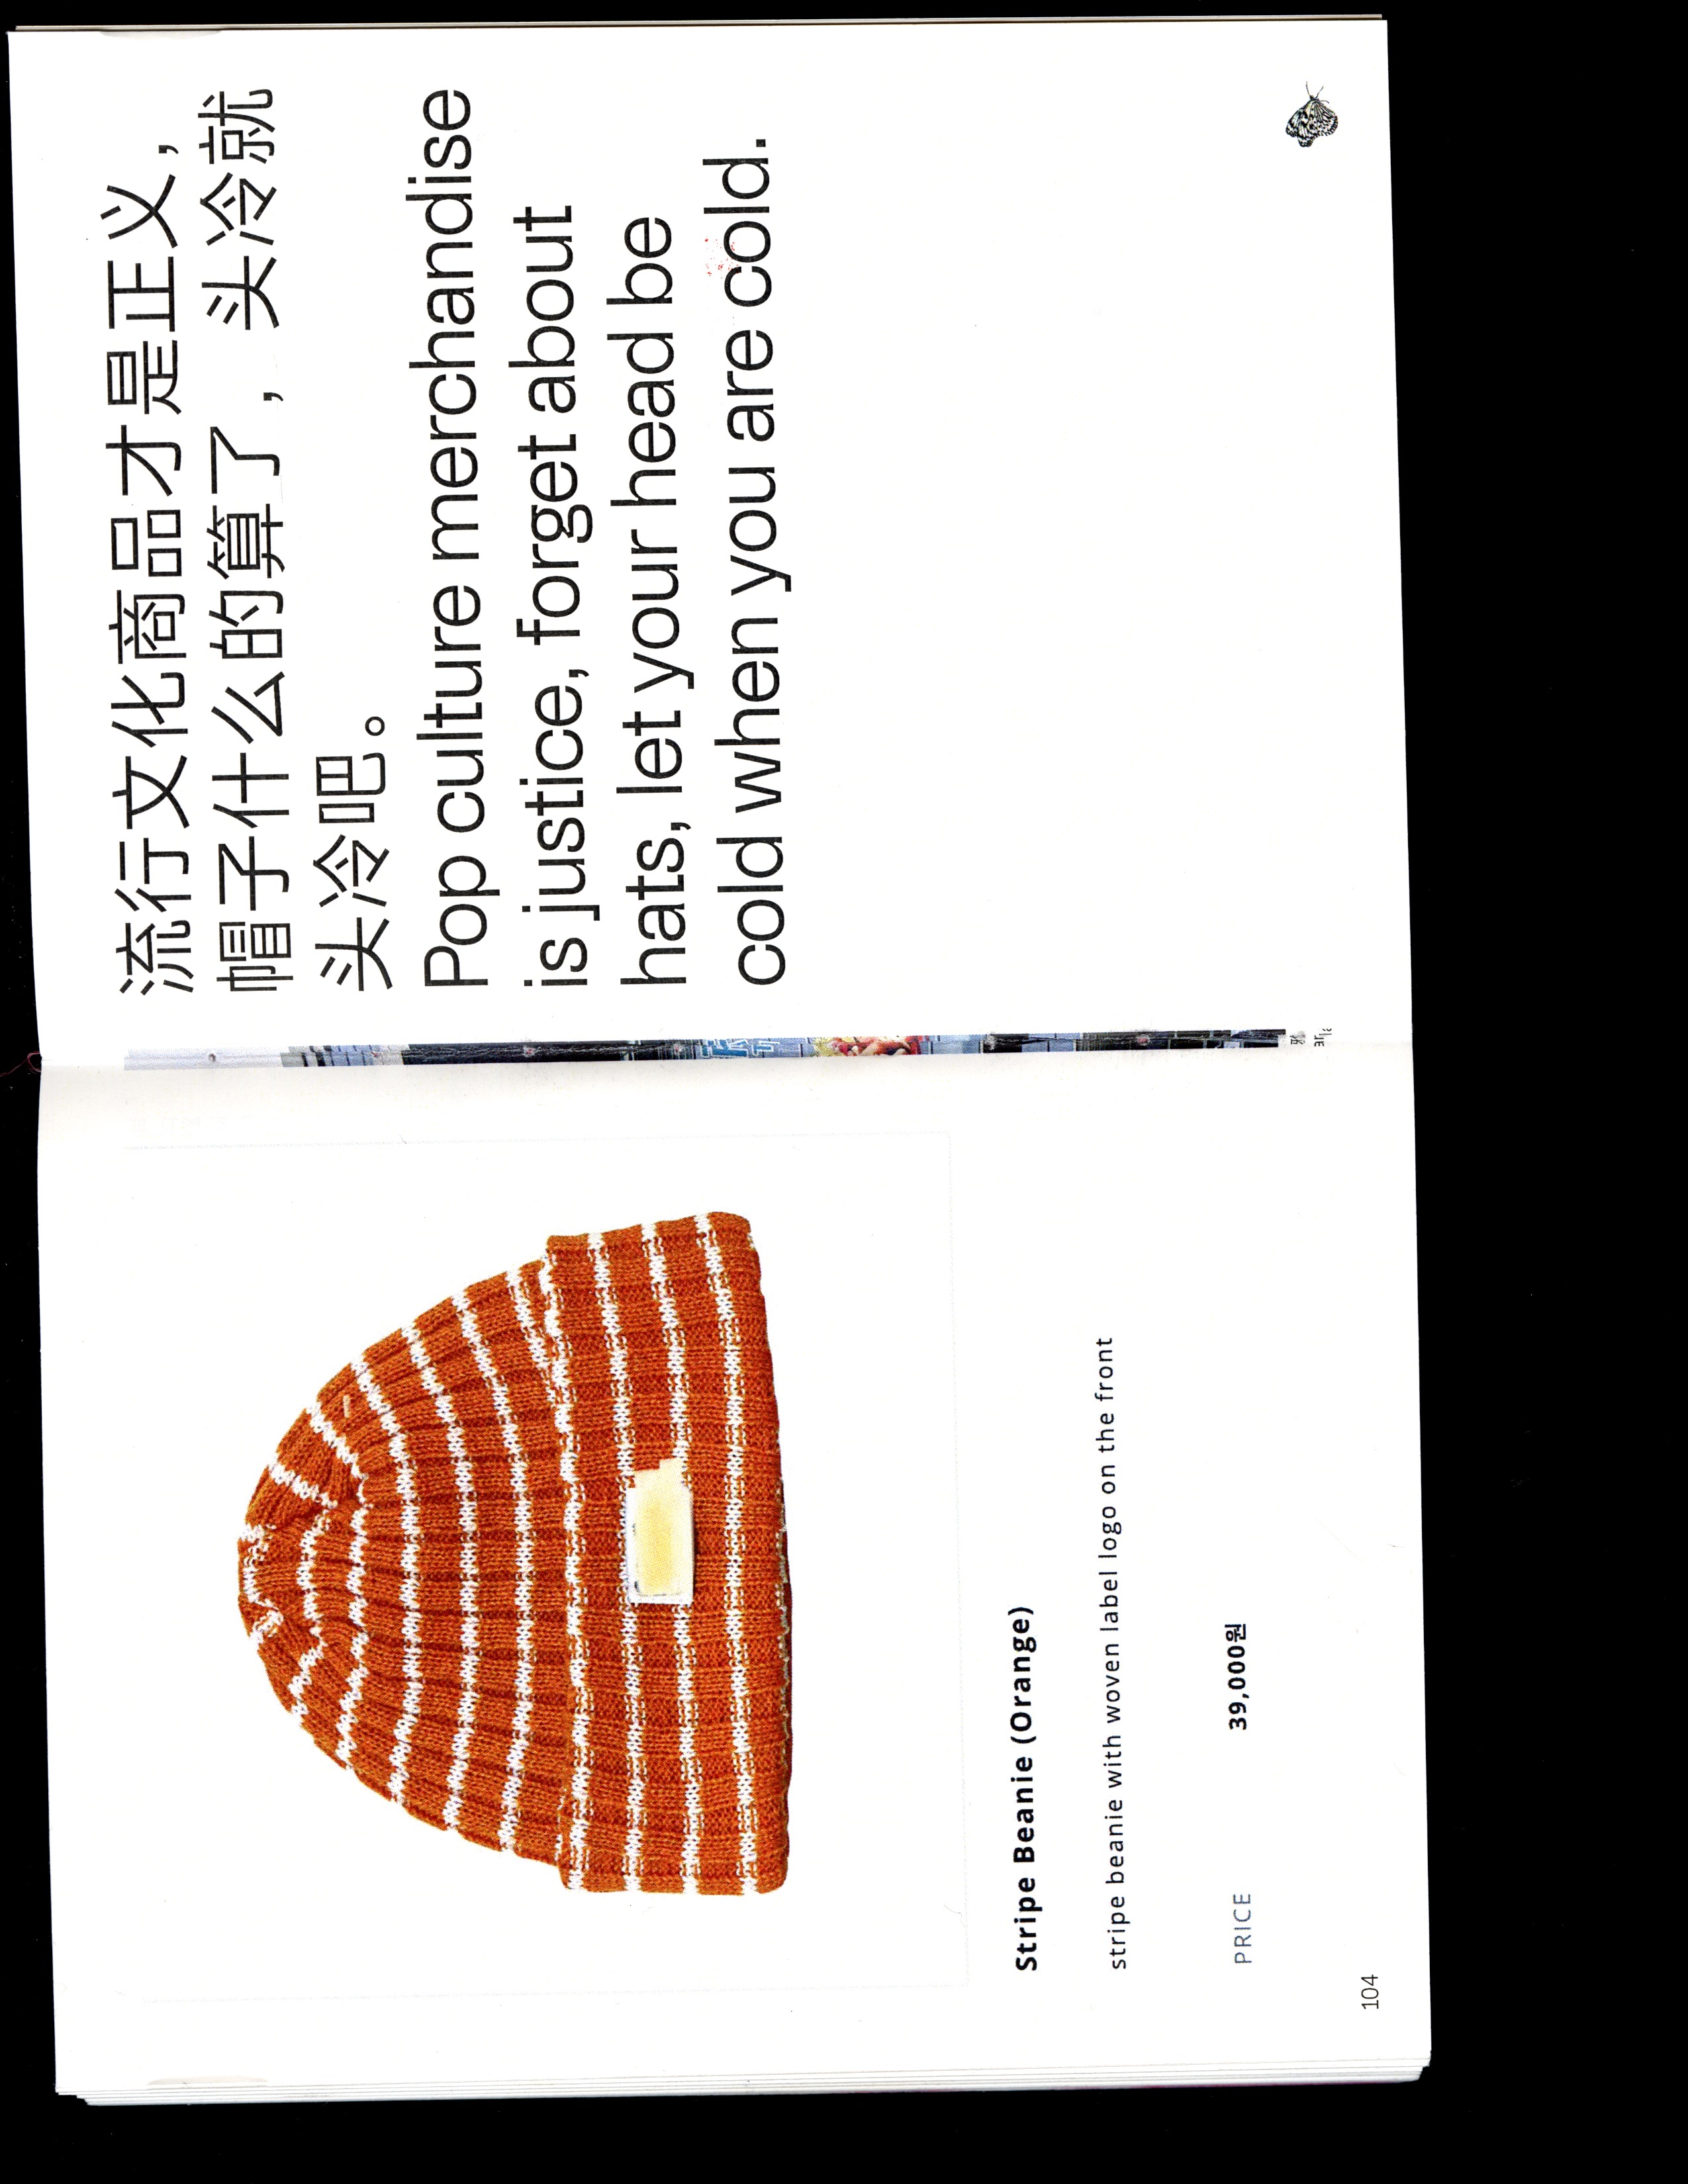 Stripe Beanie (Orange)
stripe beanie with woven label logo on the front
PRICE 39,000원
104
流行文化商品才是正义，
帽子什么的算了，头冷就
头冷吧。
Pop culture merchandise
is justice, forget about
hats, let your head be
cold when you are cold.